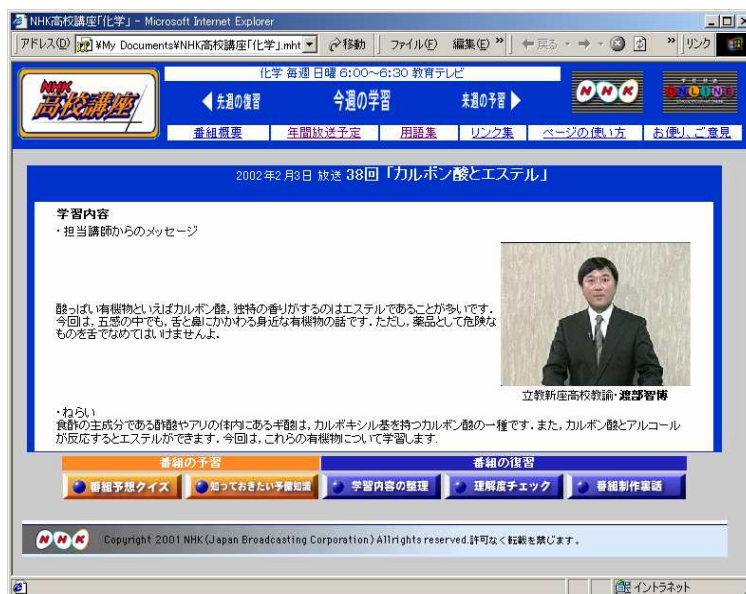 NHK高校講座「化学」 - Microsoft Internet Explorer
アドレス(D) ¥My Documents¥NHK高校講座「化学」.mht 移動 ファイル(F) 編集(E) » 戻る » リンク
NHK高校講座
化学 毎週 日曜 6:00～6:30 教育テレビ
先週の復習 今週の学習 来週の予習
NHK ONLINE
番組概要 年間放送予定 用語集 リンク集 ページの使い方 お便り、ご意見
2002年2月3日 放送 38回「カルボン酸とエステル」
学習内容
・担当講師からのメッセージ
酸っぱい有機物といえばカルボン酸，独特の香りがするのはエステルであることが多いです．
今回は，五感の中でも，舌と鼻にかかわる身近な有機物の話です．ただし，薬品として危険な
ものを舌でなめてはいけませんよ．
立教新座高校教諭・渡部智博
・ねらい
食酢の主成分である酢酸やアリの体内にあるギ酸は，カルボキシル基を持つカルボン酸の一種です．また，カルボン酸とアルコール
が反応するとエステルができます．今回は，これらの有機物について学習します．
番組の予習 番組の復習
番組予想クイズ 知っておきたい予備知識 学習内容の整理 理解度チェック 番組制作裏話
NHK Copyright 2001 NHK (Japan Broadcasting Corporation) Allrights reserved.許可なく転載を禁じます。
イントラネット